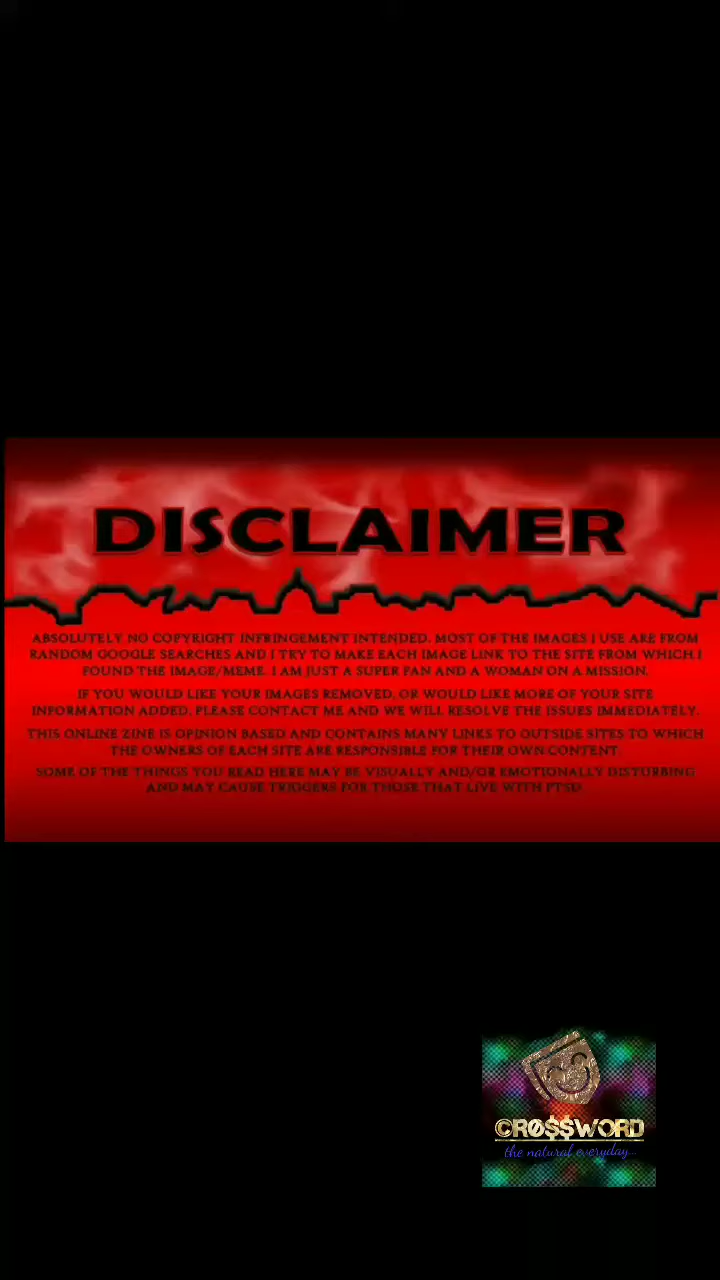 DISCLAIMER
ABSOLUTELY NO COPYRIGHT INFRINGEMENT INTENDED. MOST OF THE IMAGES I USE ARE FROM
RANDOM GOOGLE SEARCHES AND I TRY TO MAKE EACH IMAGE LINK TO THE SITE FROM WHICH I
FOUND THE IMAGE/MEME. I AM JUST A SUPER FAN AND A WOMAN ON A MISSION.
IF YOU WOULD LIKE YOUR IMAGES REMOVED, OR WOULD LIKE MORE OF YOUR SITE
INFORMATION ADDED, PLEASE CONTACT ME AND WE WILL RESOLVE THE ISSUES IMMEDIATELY.
THIS ONLINE ZINE IS OPINION BASED AND CONTAINS MANY LINKS TO OUTSIDE SITES TO WHICH
THE OWNERS OF EACH SITE ARE RESPONSIBLE FOR THEIR OWN CONTENT.
SOME OF THE THINGS YOU READ HERE MAY BE VISUALLY AND/OR EMOTIONALLY DISTURBING
AND MAY CAUSE TRIGGERS FOR THOSE THAT LIVE WITH PTSD.
©RØ$$WORD
the natural everyday...